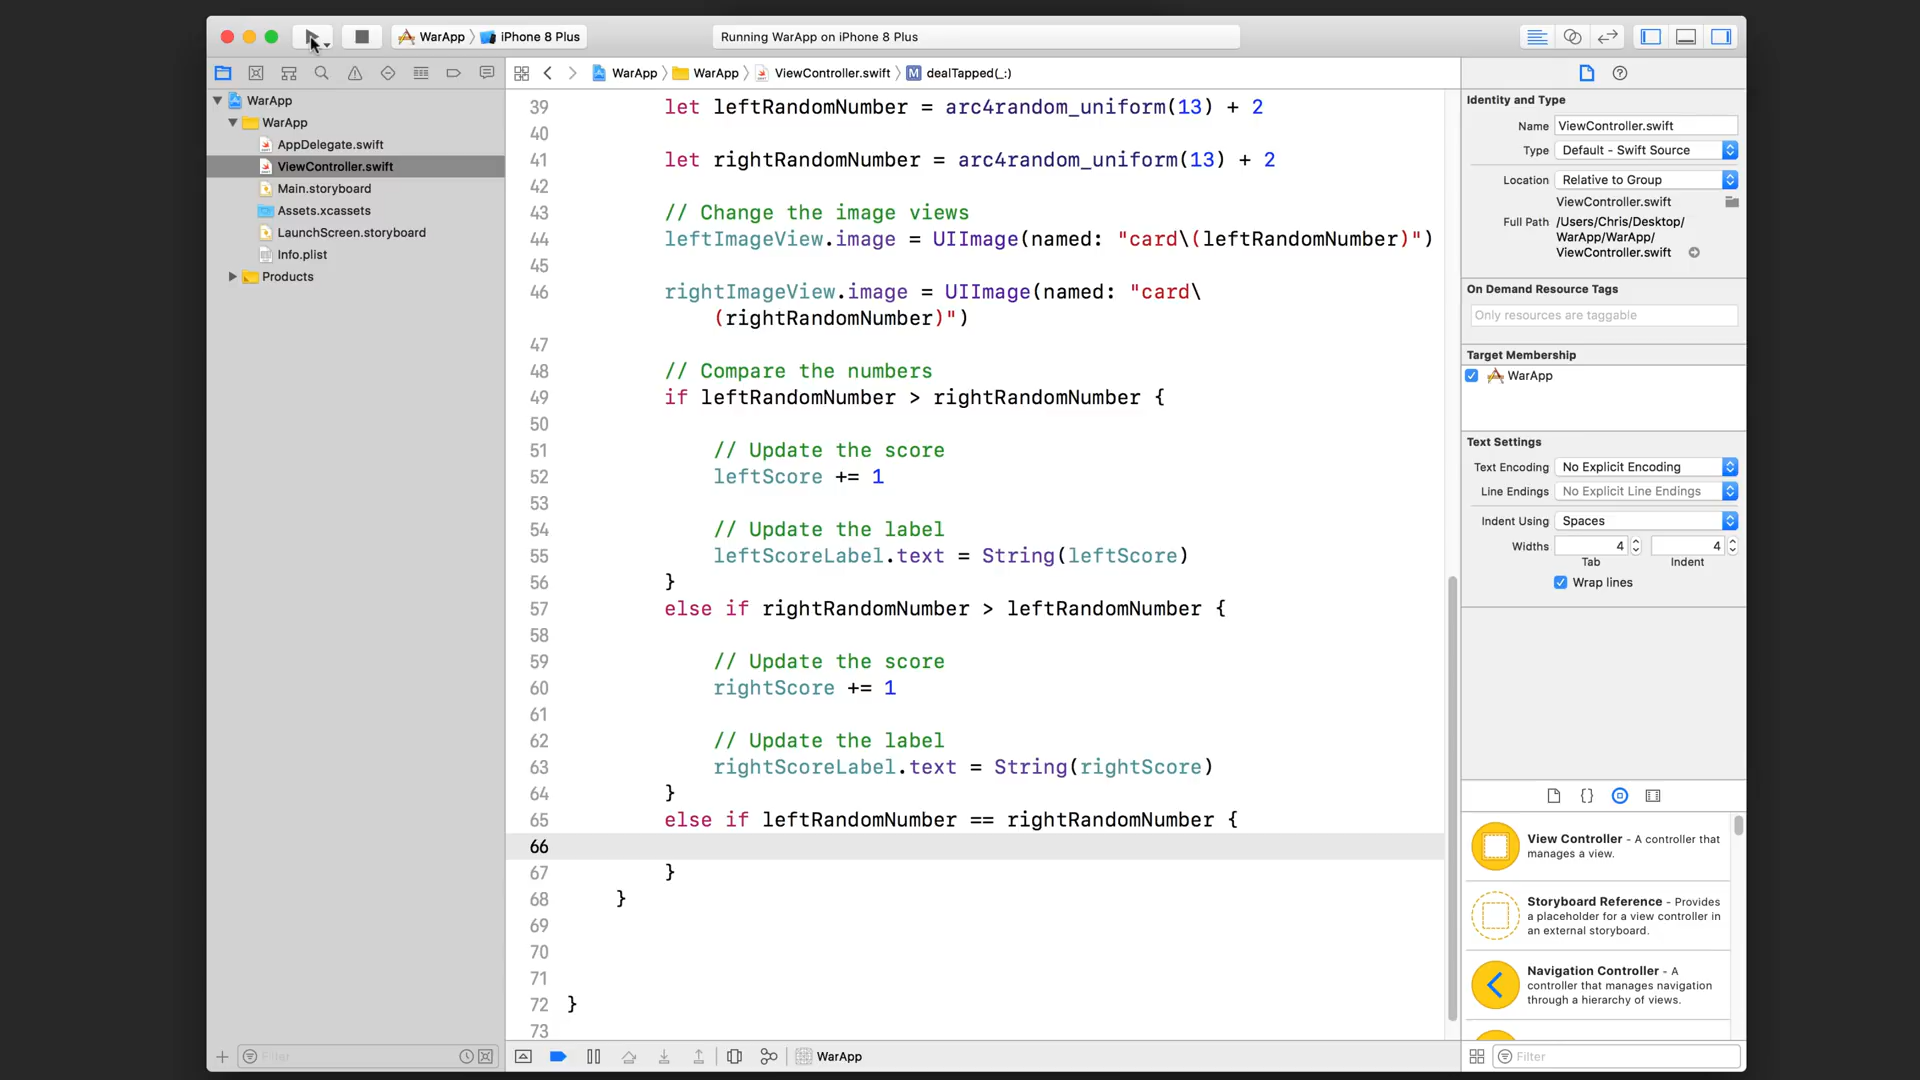 WarApp iPhone 8 Plus
Running WarApp on iPhone 8 Plus
WarApp WarApp ViewController.swift M dealTapped(_:)
WarApp
WarApp
AppDelegate.swift
ViewController.swift
Main.storyboard
Assets.xcassets
LaunchScreen.storyboard
Info.plist
Products
Filter
39 let leftRandomNumber = arc4random_uniform(13) + 2
40
41 let rightRandomNumber = arc4random_uniform(13) + 2
42
43 // Change the image views
44 leftImageView.image = UIImage(named: "card\(leftRandomNumber)")
45
46 rightImageView.image = UIImage(named: "card\
(rightRandomNumber)")
47
48 // Compare the numbers
49 if leftRandomNumber > rightRandomNumber {
50
51 // Update the score
52 leftScore += 1
53
54 // Update the label
55 leftScoreLabel.text = String(leftScore)
56 }
57 else if rightRandomNumber > leftRandomNumber {
58
59 // Update the score
60 rightScore += 1
61
62 // Update the label
63 rightScoreLabel.text = String(rightScore)
64 }
65 else if leftRandomNumber == rightRandomNumber {
66
67 }
68 }
69
70
71
72 }
73
WarApp
Identity and Type
Name ViewController.swift
Type Default - Swift Source
Location Relative to Group
ViewController.swift
Full Path /Users/Chris/Desktop/
WarApp/WarApp/
ViewController.swift
On Demand Resource Tags
Only resources are taggable
Target Membership
WarApp
Text Settings
Text Encoding No Explicit Encoding
Line Endings No Explicit Line Endings
Indent Using Spaces
Widths 4 4
Tab Indent
Wrap lines
View Controller - A controller that
manages a view.
Storyboard Reference - Provides
a placeholder for a view controller in
an external storyboard.
Navigation Controller - A
controller that manages navigation
through a hierarchy of views.
Filter